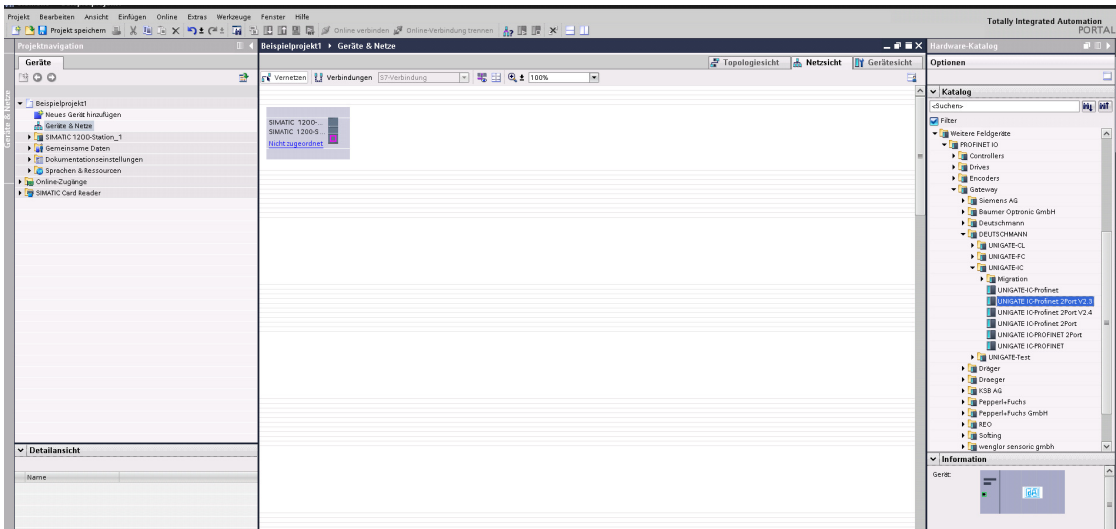 Projekt Bearbeiten Ansicht Einfügen Online Extras Werkzeuge Fenster Hilfe
Totally Integrated Automation
PORTAL
Projekt speichern
Online verbinden
Online-Verbindung trennen
Projektnavigation
Beispielprojekt1 Geräte & Netze
Hardware-Katalog
Geräte
Topologiesicht Netzsicht Gerätesicht
Optionen
Vernetzen Verbindungen S7-Verbindung 100%
Geräte & Netze
Beispielprojekt1
Neues Gerät hinzufügen
Geräte & Netze
SIMATIC 1200-Station_1
Gemeinsame Daten
Dokumentationseinstellungen
Sprachen & Ressourcen
Online-Zugänge
SIMATIC Card Reader
SIMATIC 1200-...
SIMATIC 1200-S...
Nicht zugeordnet
Katalog
<Suchen>
Filter
Weitere Feldgeräte
PROFINET IO
Controllers
Drives
Encoders
Gateway
Siemens AG
Baumer Optronic GmbH
Deutschmann
DEUTSCHMANN
UNIGATE-CL
UNIGATE-FC
UNIGATE-IC
Migration
UNIGATE-IC-Profinet
UNIGATE IC-Profinet 2Port V2.3
UNIGATE IC-Profinet 2Port V2.4
UNIGATE IC-Profinet 2Port
UNIGATE IC-PROFINET 2Port
UNIGATE IC-PROFINET
UNIGATE-Test
Dräger
Draeger
KSB AG
Pepperl+Fuchs
Pepperl+Fuchs GmbH
REO
Softing
wenglor sensoric gmbh
Detailansicht
Name
Information
Gerät: